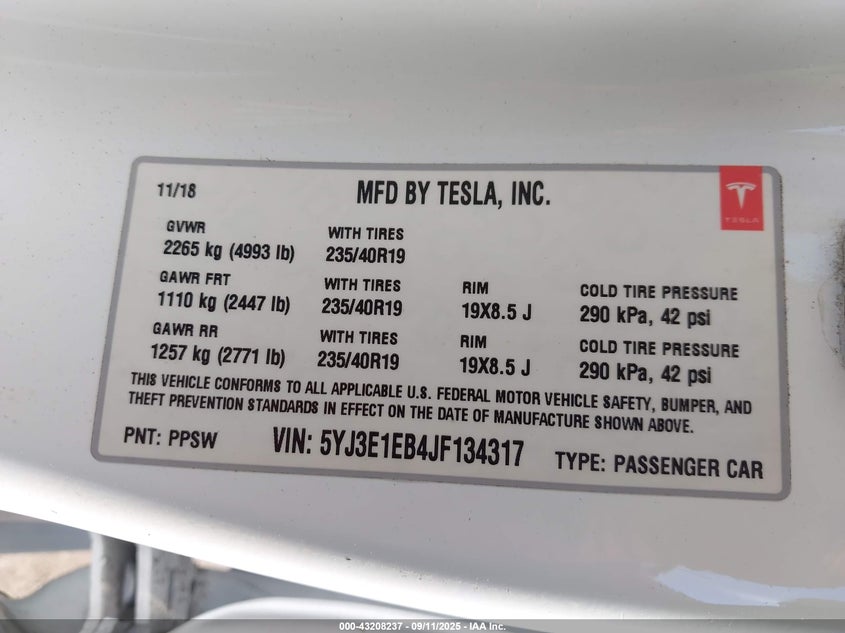 11/18 MFD BY TESLA, INC.
TESLA
GVWR WITH TIRES
2265 kg (4993 lb) 235/40R19
GAWR FRT WITH TIRES RIM COLD TIRE PRESSURE
1110 kg (2447 lb) 235/40R19 19X8.5 J 290 kPa, 42 psi
GAWR RR WITH TIRES RIM COLD TIRE PRESSURE
1257 kg (2771 lb) 235/40R19 19X8.5 J 290 kPa, 42 psi
THIS VEHICLE CONFORMS TO ALL APPLICABLE U.S. FEDERAL MOTOR VEHICLE SAFETY, BUMPER, AND
THEFT PREVENTION STANDARDS IN EFFECT ON THE DATE OF MANUFACTURE SHOWN ABOVE.
PNT: PPSW VIN: 5YJ3E1EB4JF134317 TYPE: PASSENGER CAR
000-43208237 - 09/11/2025 - IAA Inc.